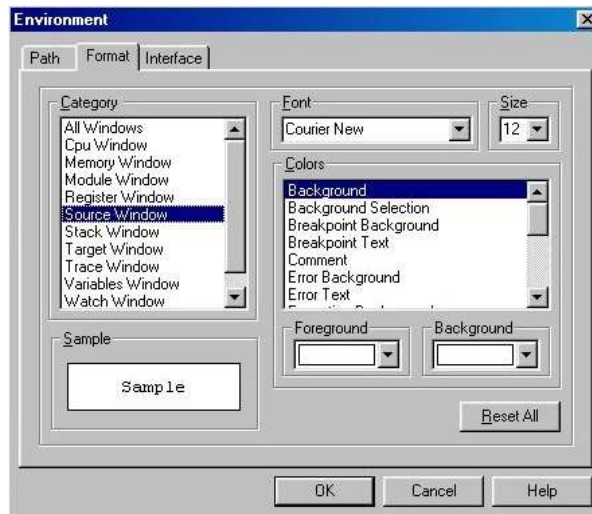 Environment
Path Format Interface
Category
All Windows
Cpu Window
Memory Window
Module Window
Register Window
Source Window
Stack Window
Target Window
Trace Window
Variables Window
Watch Window
Font
Courier New
Size
12
Colors
Background
Background Selection
Breakpoint Background
Breakpoint Text
Comment
Error Background
Error Text
Foreground
Background
Sample
Sample
Reset All
OK Cancel Help